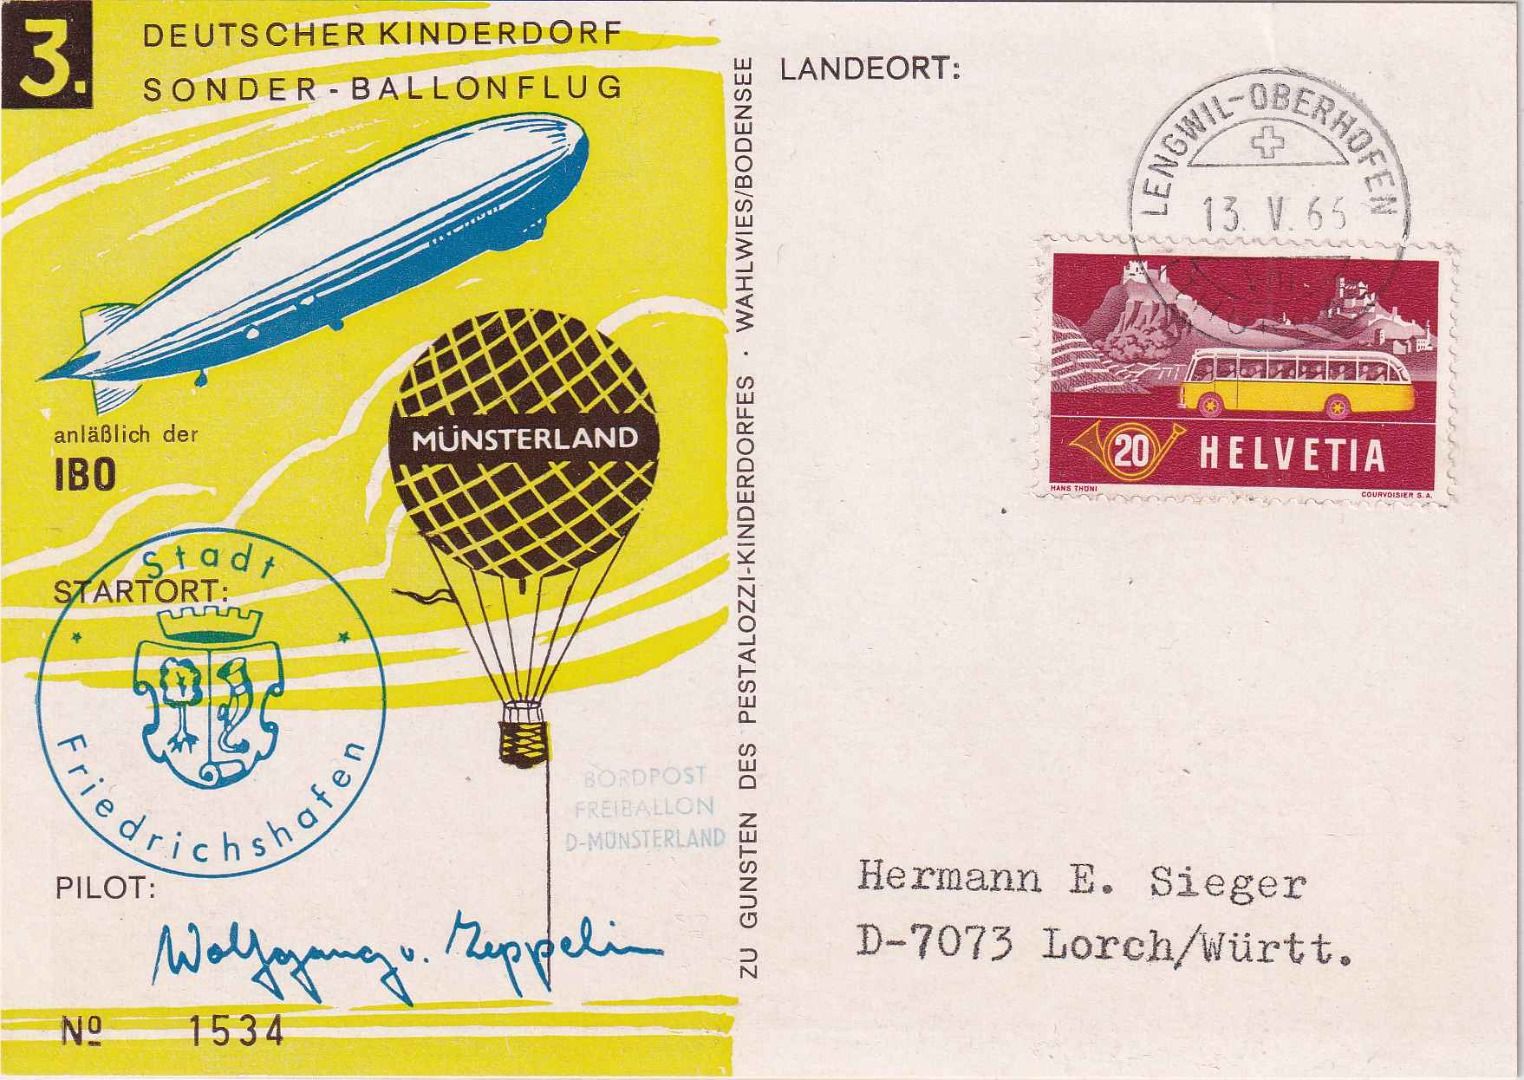 3.
DEUTSCHER KINDERDORF
SONDER-BALLONFLUG
anläßlich der
IBO
MÜNSTERLAND
STARTORT:
Stadt
Friedrichshafen
BORDPOST
FREIBALLON
D-MÜNSTERLAND
PILOT:
Wolfgang v. Zeppelin
Nº 1534
ZU GUNSTEN DES PESTALOZZI-KINDERDORFES · WAHLWIES/BODENSEE
LANDEORT:
LENGWIL-OBERHOFEN
13. V. 66
20 HELVETIA
HANS THÖNI
COURVOISIER S.A.
Hermann E. Sieger
D-7073 Lorch/Württ.